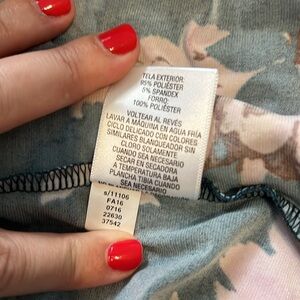 TELA EXTERIOR:
95% POLIÉSTER
5% SPANDEX
FORRO:
100% POLIÉSTER
VOLTEAR AL REVÉS
LAVAR A MÁQUINA EN AGUA FRÍA
CICLO DELICADO CON COLORES
SIMILARES BLANQUEADOR SIN
CLORO SOLAMENTE
CUANDO SEA NECESARIO
SECAR EN SECADORA
A TEMPERATURA BAJA
PLANCHA TIBIA CUANDO
SEA NECESARIO
s/11106
FA16
0716
22630
37542